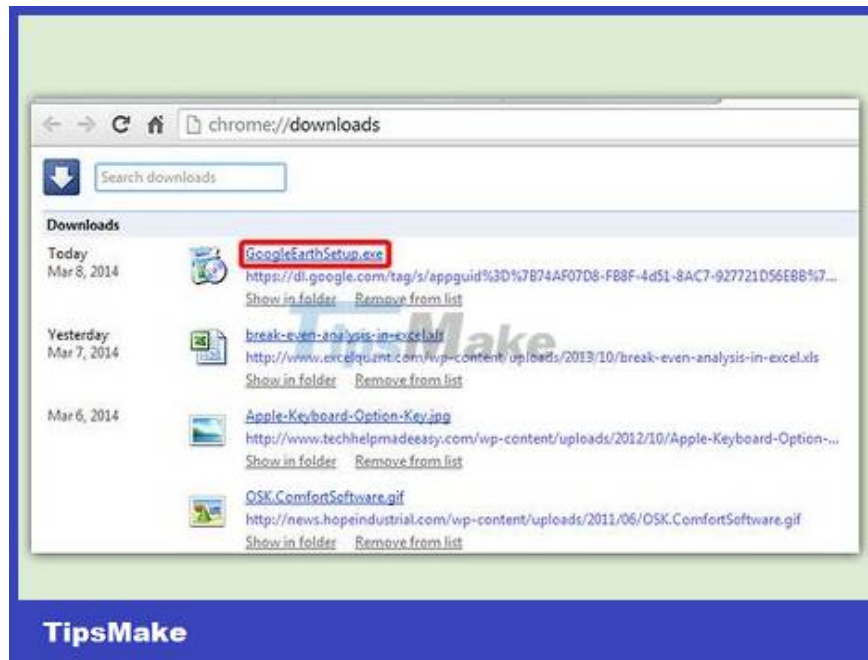 chrome://downloads
Search downloads
Downloads
Today
Mar 8, 2014
GoogleEarthSetup.exe
https://dl.google.com/tag/s/appguid%3D%7B74AF07D8-FB8F-4d51-8AC7-927721D56EBB%7...
Show in folder Remove from list
Yesterday
Mar 7, 2014
break-even-analysis-in-excel.xls
http://www.excelquant.com/wp-content/uploads/2013/10/break-even-analysis-in-excel.xls
Show in folder Remove from list
TipsMake
Mar 6, 2014
Apple-Keyboard-Option-Key.jpg
http://www.techhelpmadeeasy.com/wp-content/uploads/2012/10/Apple-Keyboard-Option-...
Show in folder Remove from list
OSK.ComfortSoftware.gif
http://news.hopeindustrial.com/wp-content/uploads/2011/06/OSK.ComfortSoftware.gif
Show in folder Remove from list
TipsMake